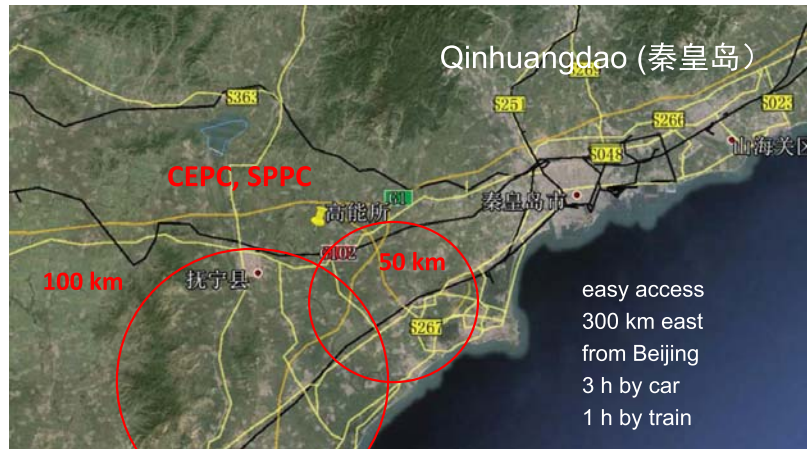 Qinhuangdao (秦皇岛）
S363
S251
S266
S023
S048
山海关区
CEPC, SPPC
G1
秦皇岛市
高能所
G102
50 km
100 km
抚宁县
S267
easy access
300 km east
from Beijing
3 h by car
1 h by train